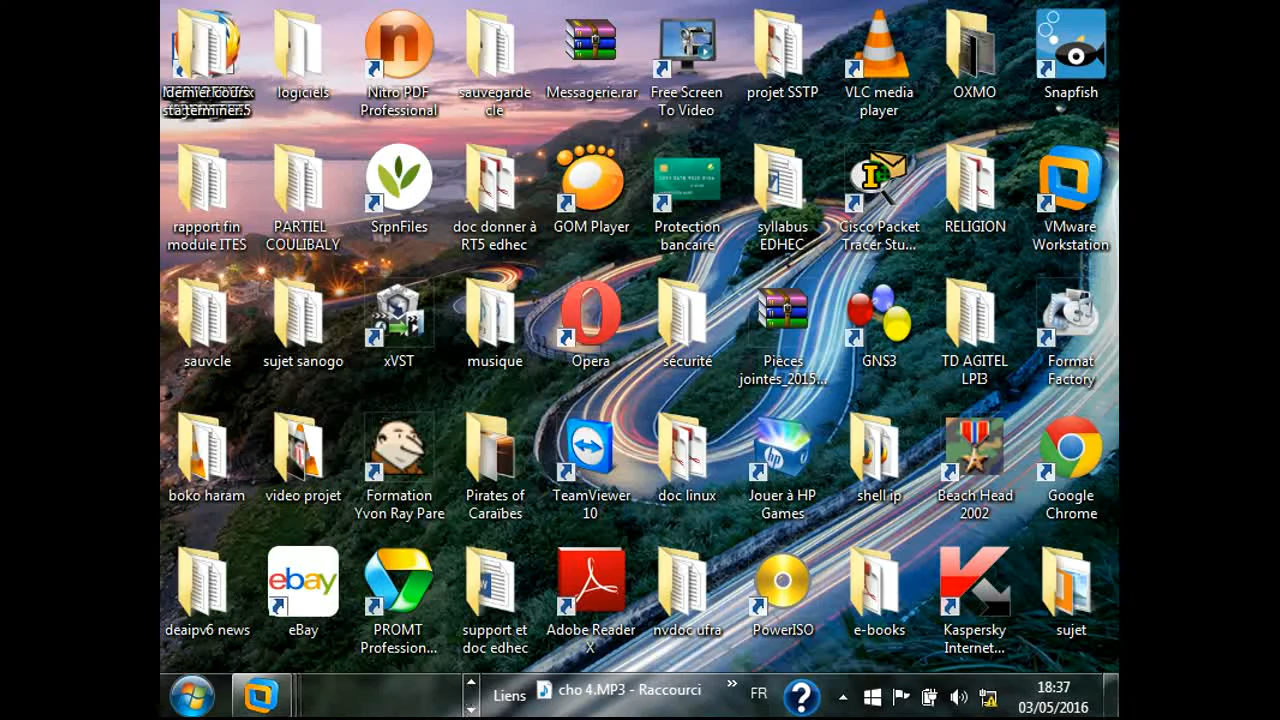 logiciels
Nitro PDF
Professional
sauvegarde
cle
Messagerie.rar
Free Screen
To Video
projet SSTP
VLC media
player
OXMO
Snapfish
rapport fin
module ITES
PARTIEL
COULIBALY
SrpnFiles
doc donner à
RT5 edhec
GOM Player
Protection
bancaire
syllabus
EDHEC
Cisco Packet
Tracer Stu...
RELIGION
VMware
Workstation
sauvcle
sujet sanogo
xVST
musique
Opera
sécurité
Pièces
jointes_2015...
GNS3
TD AGITEL
LPI3
Format
Factory
boko haram
video projet
Formation
Yvon Ray Pare
Pirates of
Caraïbes
TeamViewer
10
doc linux
hp
Jouer à HP
Games
shell ip
Beach Head
2002
Google
Chrome
deaipv6 news
ebay
eBay
PROMT
Profession...
support et
doc edhec
Adobe Reader
X
nvdoc ufra
PowerISO
e-books
Kaspersky
Internet...
sujet
Liens
cho 4.MP3 - Raccourci
FR
18:37
03/05/2016